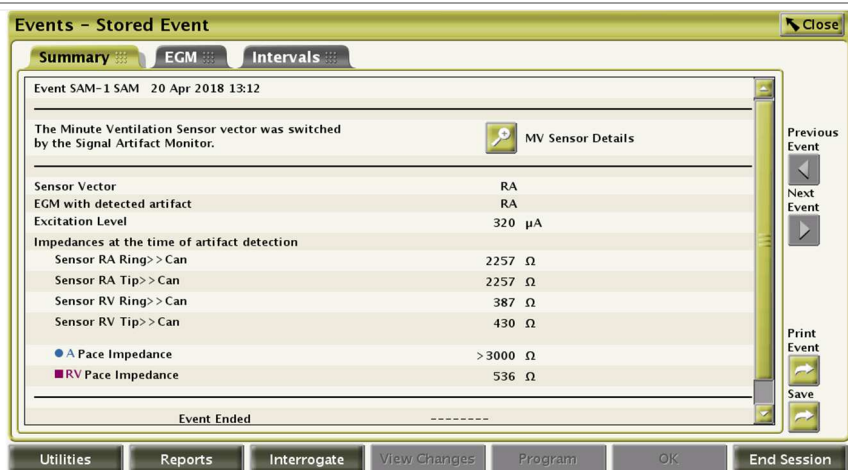 Events - Stored Event
Close
Summary
EGM
Intervals
Event SAM-1 SAM 20 Apr 2018 13:12
The Minute Ventilation Sensor vector was switched
by the Signal Artifact Monitor.
MV Sensor Details
Sensor Vector RA
EGM with detected artifact RA
Excitation Level 320 µA
Impedances at the time of artifact detection
Sensor RA Ring>>Can 2257 Ω
Sensor RA Tip>>Can 2257 Ω
Sensor RV Ring>>Can 387 Ω
Sensor RV Tip>>Can 430 Ω
A Pace Impedance >3000 Ω
RV Pace Impedance 536 Ω
Event Ended --------
Previous
Event
Next
Event
Print
Event
Save
Utilities
Reports
Interrogate
View Changes
Program
OK
End Session